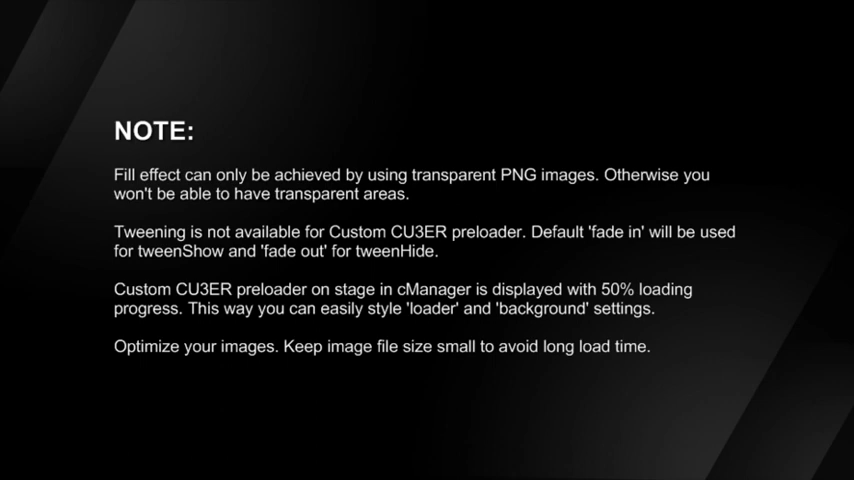 NOTE:
Fill effect can only be achieved by using transparent PNG images. Otherwise you
won't be able to have transparent areas.
Tweening is not available for Custom CU3ER preloader. Default 'fade in' will be used
for tweenShow and 'fade out' for tweenHide.
Custom CU3ER preloader on stage in cManager is displayed with 50% loading
progress. This way you can easily style 'loader' and 'background' settings.
Optimize your images. Keep image file size small to avoid long load time.